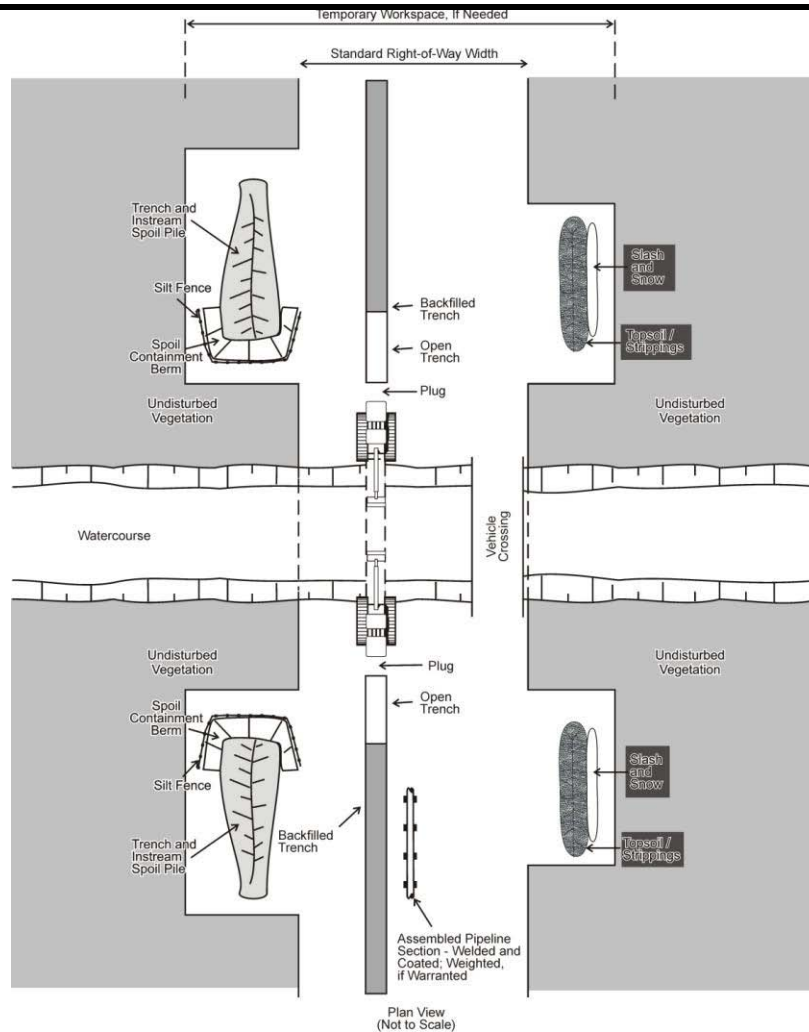 Temporary Workspace, If Needed
Standard Right-of-Way Width
Trench and
Instream
Spoil Pile
Silt Fence
Spoil
Containment
Berm
Backfilled
Trench
Open
Trench
Slash
and
Snow
Topsoil /
Strippings
Plug
Undisturbed
Vegetation
Undisturbed
Vegetation
Watercourse
Vehicle
Crossing
Undisturbed
Vegetation
Plug
Undisturbed
Vegetation
Spoil
Containment
Berm
Open
Trench
Silt Fence
Slash
and
Snow
Trench and
Instream
Spoil Pile
Backfilled
Trench
Topsoil /
Strippings
Assembled Pipeline
Section - Welded and
Coated; Weighted,
if Warranted
Plan View
(Not to Scale)